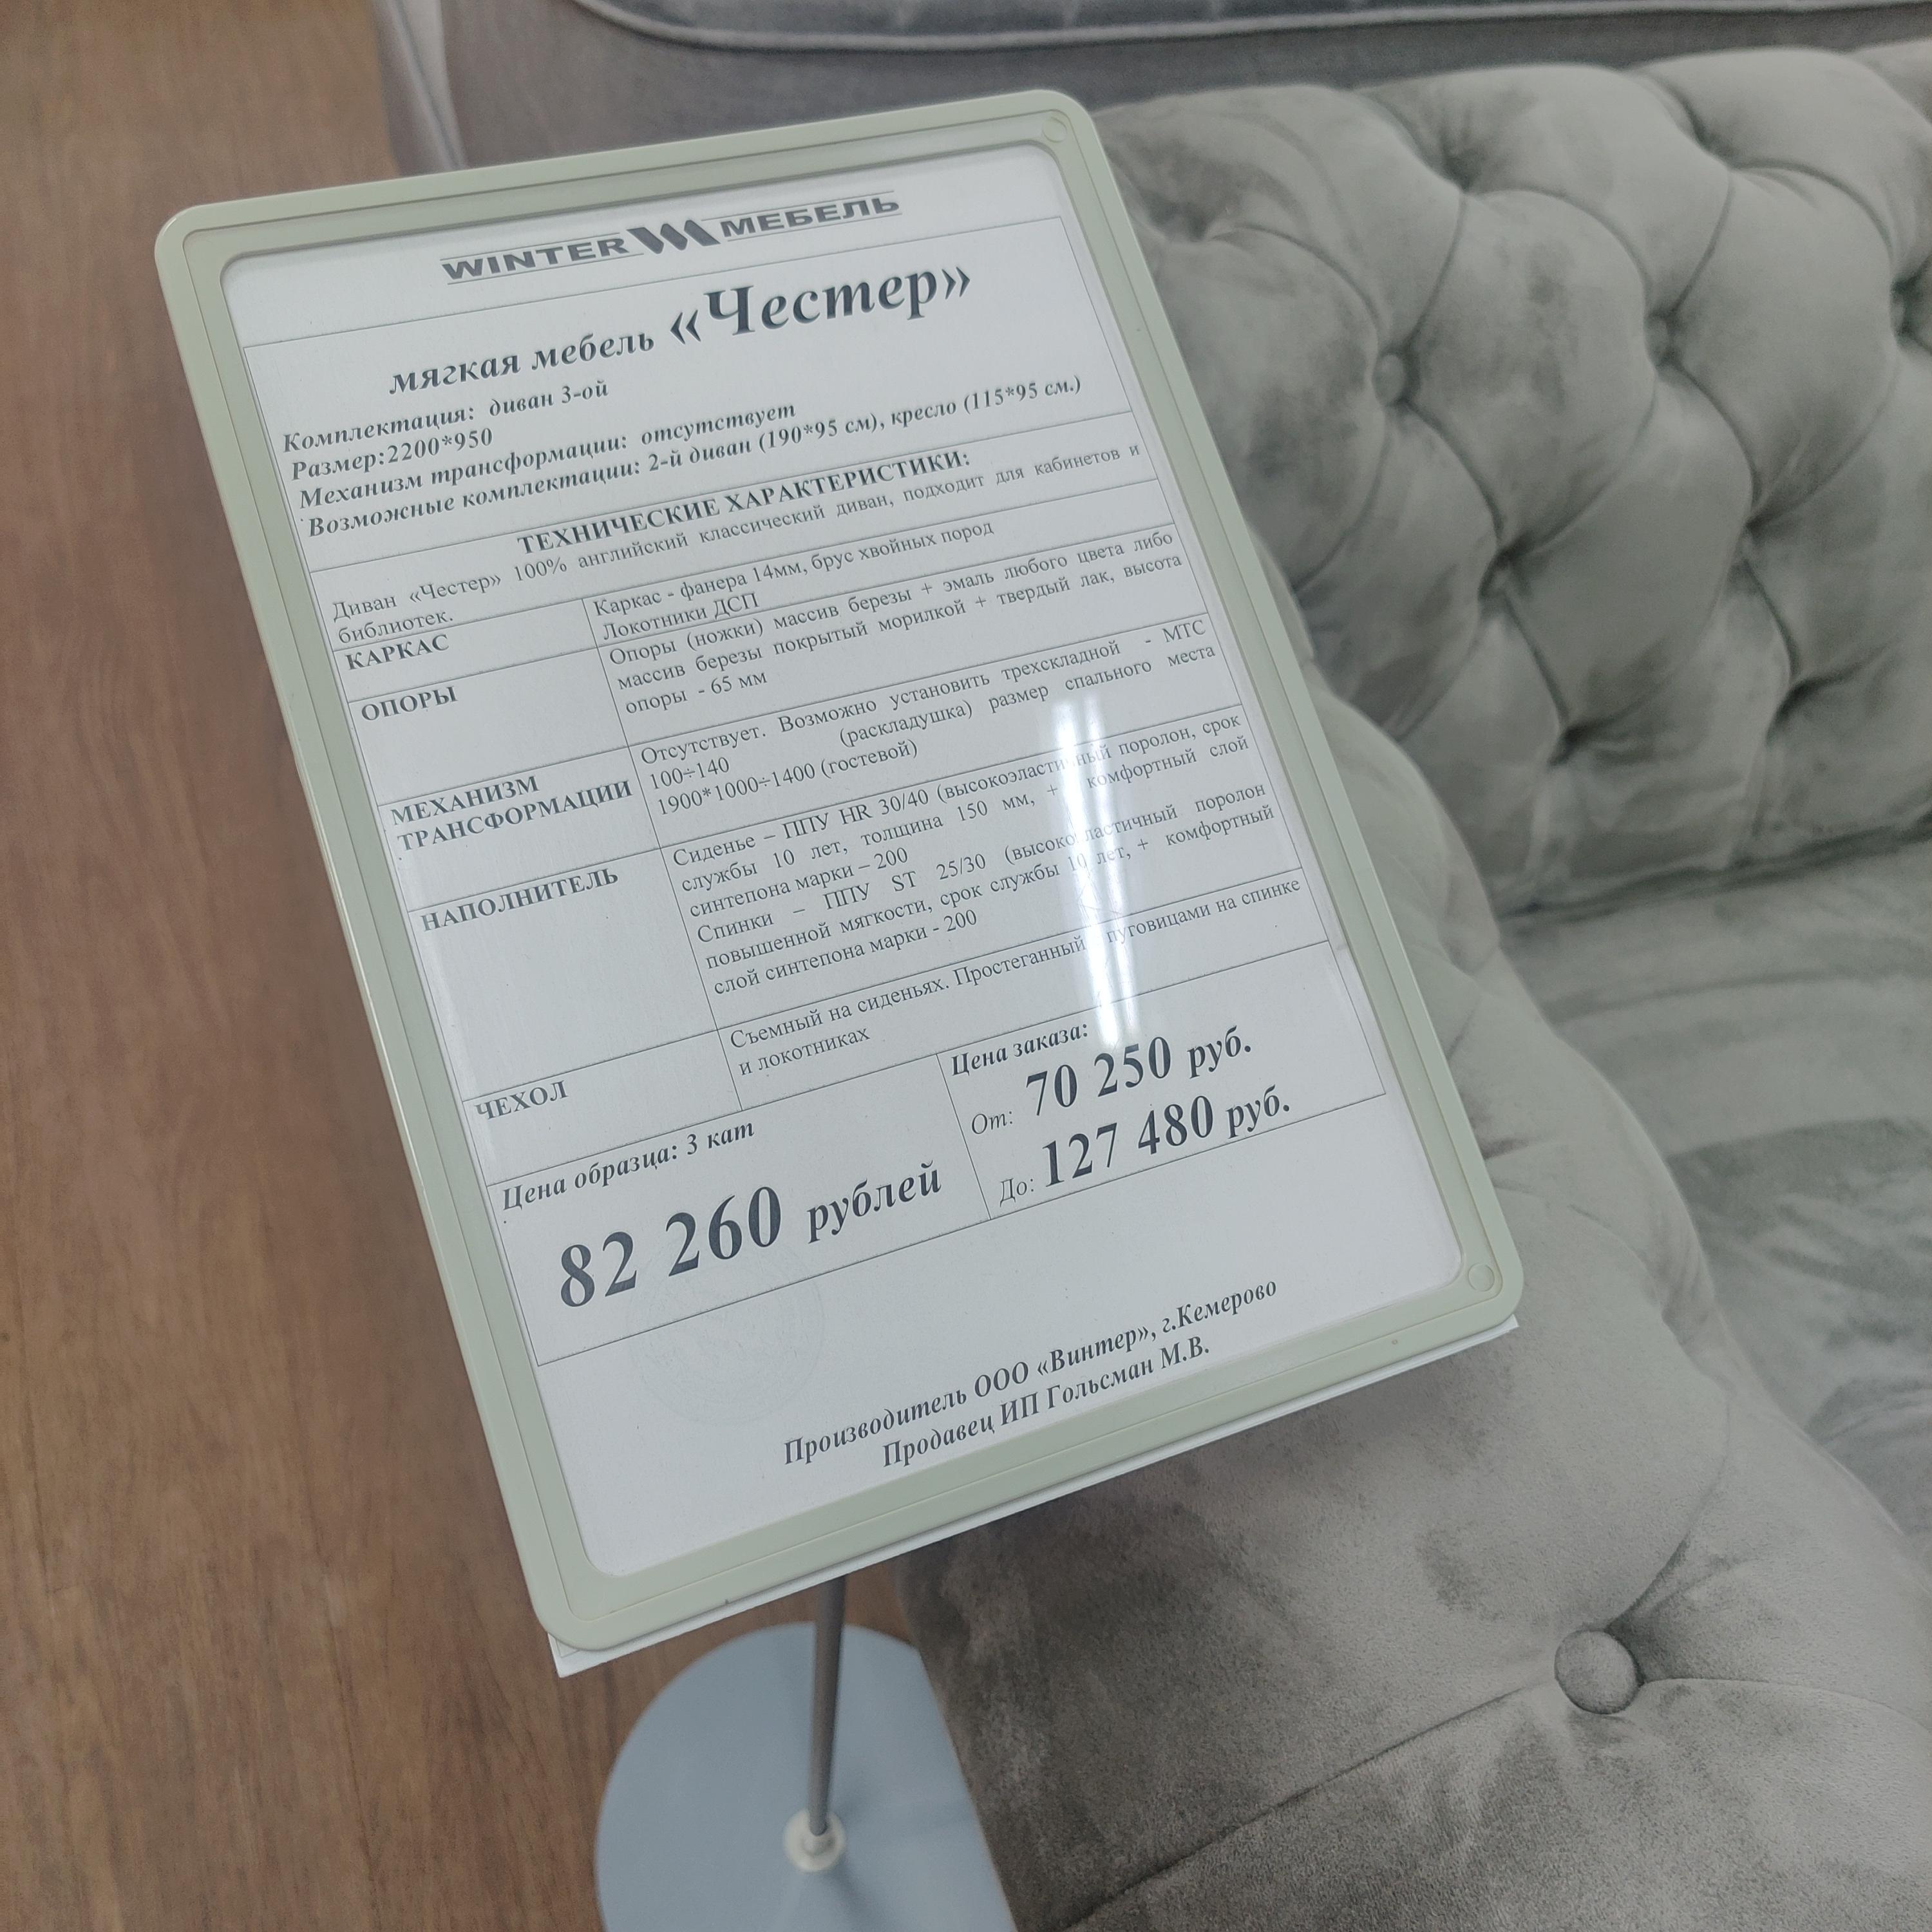 WINTER МЕБЕЛЬ
мягкая мебель «Честер»
Комплектация: диван 3-ой
Размер:2200*950
Механизм трансформации: отсутствует
Возможные комплектации: 2-й диван (190*95 см), кресло (115*95 см.)
ТЕХНИЧЕСКИЕ ХАРАКТЕРИСТИКИ:
Диван «Честер» 100% английский классический диван, подходит для кабинетов и
библиотек.
КАРКАС
Каркас - фанера 14мм, брус хвойных пород
Локотники ДСП
ОПОРЫ
Опоры (ножки) массив березы + эмаль любого цвета либо
массив березы покрытый морилкой + твердый лак, высота
опоры - 65 мм
МЕХАНИЗМ
ТРАНСФОРМАЦИИ
Отсутствует. Возможно установить трехскладной - МТС
100÷140 (раскладушка) размер спального места
1900*1000÷1400 (гостевой)
НАПОЛНИТЕЛЬ
Сиденье – ППУ HR 30/40 (высокоэластичный поролон, срок
службы 10 лет, толщина 150 мм, + комфортный слой
синтепона марки – 200
Спинки – ППУ ST 25/30 (высокоэластичный поролон
повышенной мягкости, срок службы 10 лет, + комфортный
слой синтепона марки - 200
ЧЕХОЛ
Съемный на сиденьях. Простеганный пуговицами на спинке
и локотниках
Цена образца: 3 кат
82 260 рублей
Цена заказа:
От: 70 250 руб.
До: 127 480 руб.
Производитель ООО «Винтер», г.Кемерово
Продавец ИП Гольсман М.В.